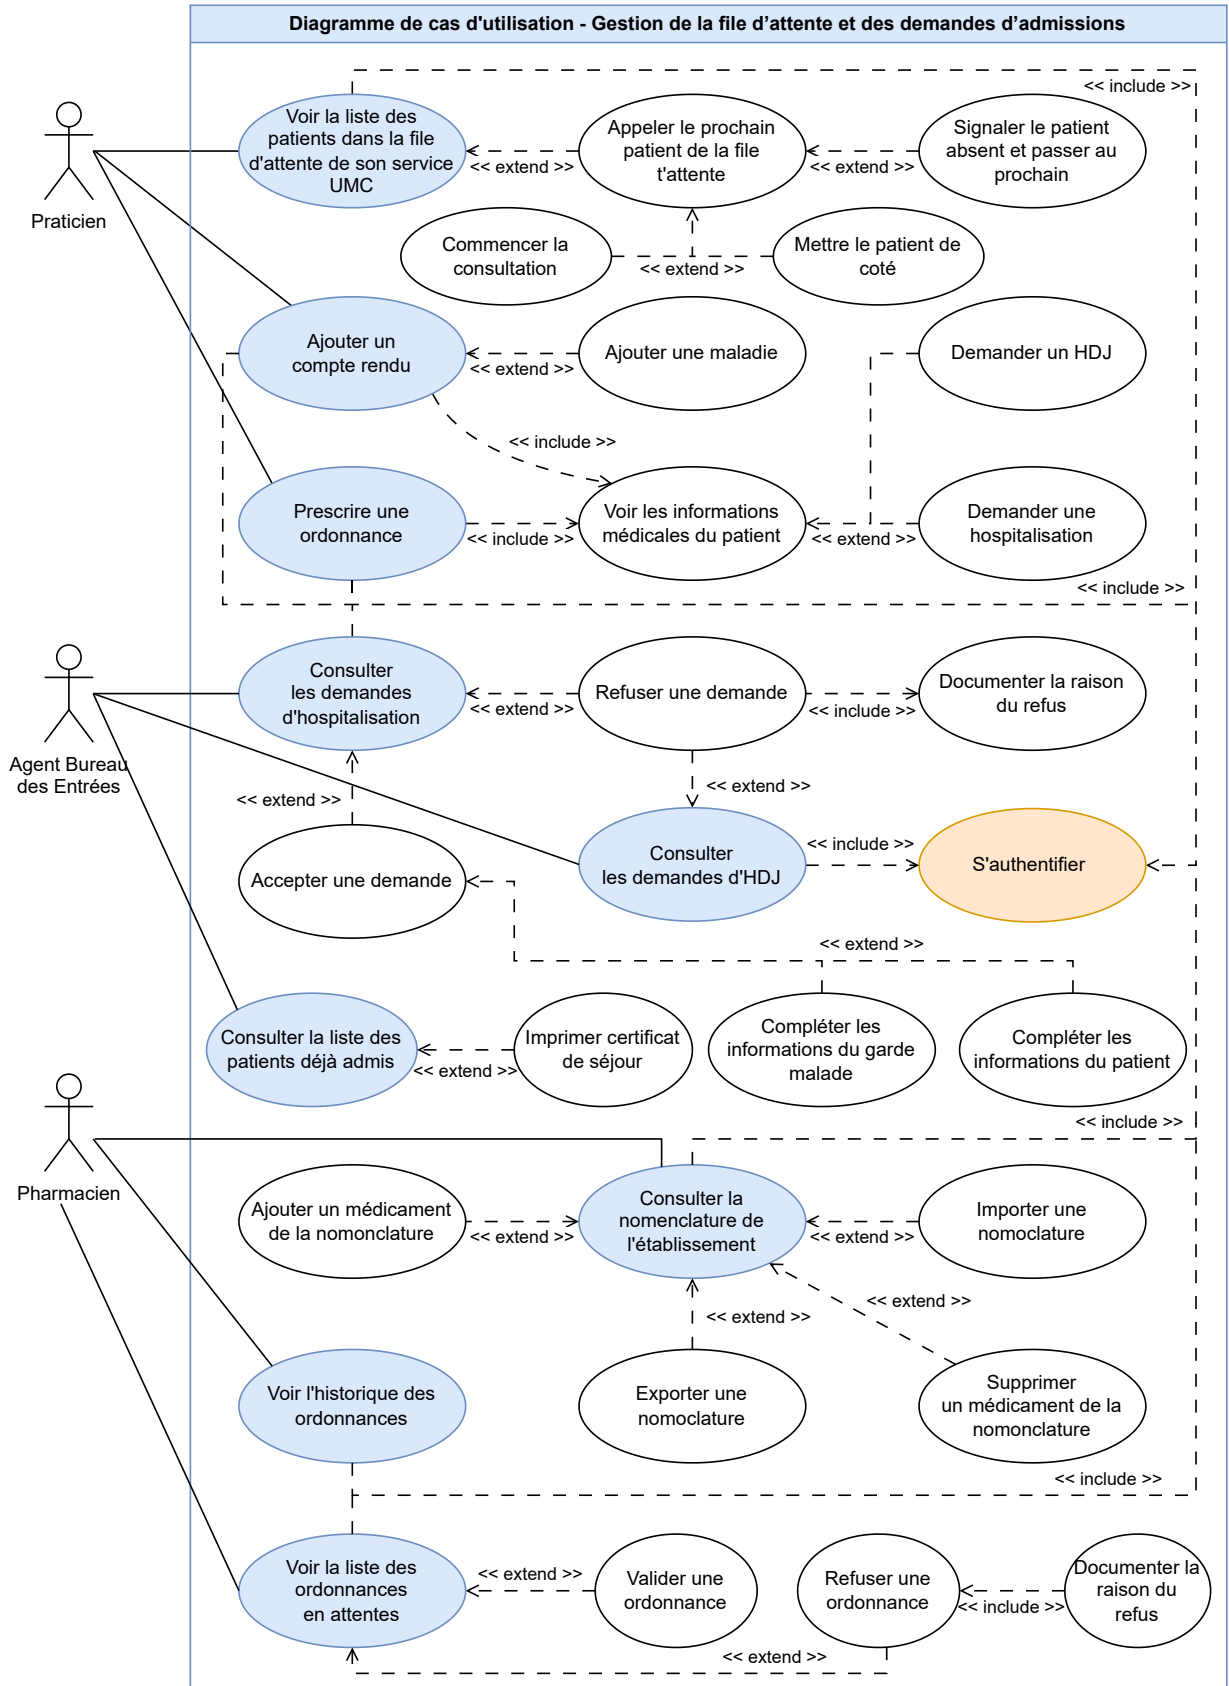 Diagramme de cas d'utilisation - Gestion de la file d’attente et des demandes d’admissions
<< include >>
Voir la liste des
patients dans la file
d'attente de son service
UMC
<< extend >>
Appeler le prochain
patient de la file
t'attente
<< extend >>
Signaler le patient
absent et passer au
prochain
Praticien
Commencer la
consultation
<< extend >>
Mettre le patient de
coté
Ajouter un
compte rendu
<< extend >>
Ajouter une maladie
Demander un HDJ
<< include >>
Prescrire une
ordonnance
<< include >>
Voir les informations
médicales du patient
<< extend >>
Demander une
hospitalisation
<< include >>
Consulter
les demandes
d'hospitalisation
<< extend >>
Refuser une demande
<< include >>
Documenter la raison
du refus
Agent Bureau
des Entrées
<< extend >>
<< extend >>
Accepter une demande
Consulter
les demandes d'HDJ
<< include >>
S'authentifier
<< extend >>
Consulter la liste des
patients déjà admis
<< extend >>
Imprimer certificat
de séjour
Compléter les
informations du garde
malade
Compléter les
informations du patient
<< include >>
Pharmacien
Ajouter un médicament
de la nomonclature
<< extend >>
Consulter la
nomenclature de
l'établissement
<< extend >>
Importer une
nomoclature
<< extend >>
<< extend >>
Voir l'historique des
ordonnances
Exporter une
nomoclature
Supprimer
un médicament de la
nomonclature
<< include >>
Voir la liste des
ordonnances
en attentes
<< extend >>
Valider une
ordonnance
Refuser une
ordonnance
<< include >>
Documenter la
raison du
refus
<< extend >>